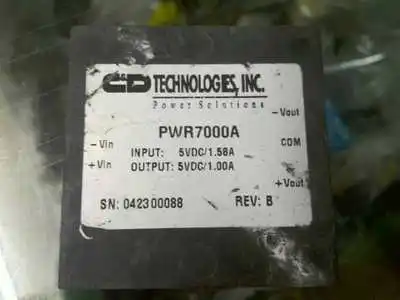 C&D TECHNOLOGIES, INC.
Power Solutions
-Vout
PWR7000A
-Vin
COM
INPUT: 5VDC/1.56A
+Vin
OUTPUT: 5VDC/1.00A
+Vout
SN: 042300088 REV: B